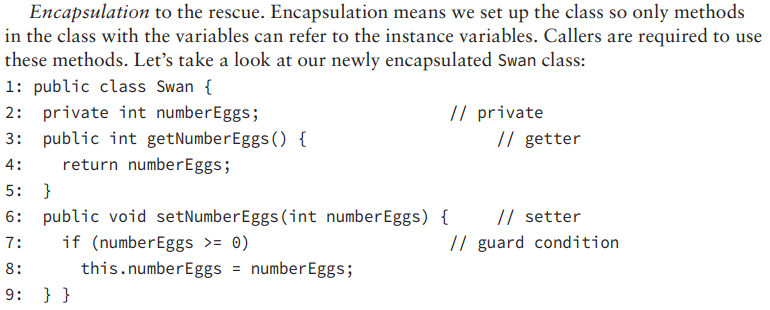 Encapsulation to the rescue. Encapsulation means we set up the class so only methods
in the class with the variables can refer to the instance variables. Callers are required to use
these methods. Let’s take a look at our newly encapsulated Swan class:
1: public class Swan {
2:  private int numberEggs;                      // private
3:  public int getNumberEggs() {                     // getter
4:    return numberEggs;
5:  }
6:  public void setNumberEggs(int numberEggs) {      // setter
7:    if (numberEggs >= 0)                       // guard condition
8:      this.numberEggs = numberEggs;
9:  } }